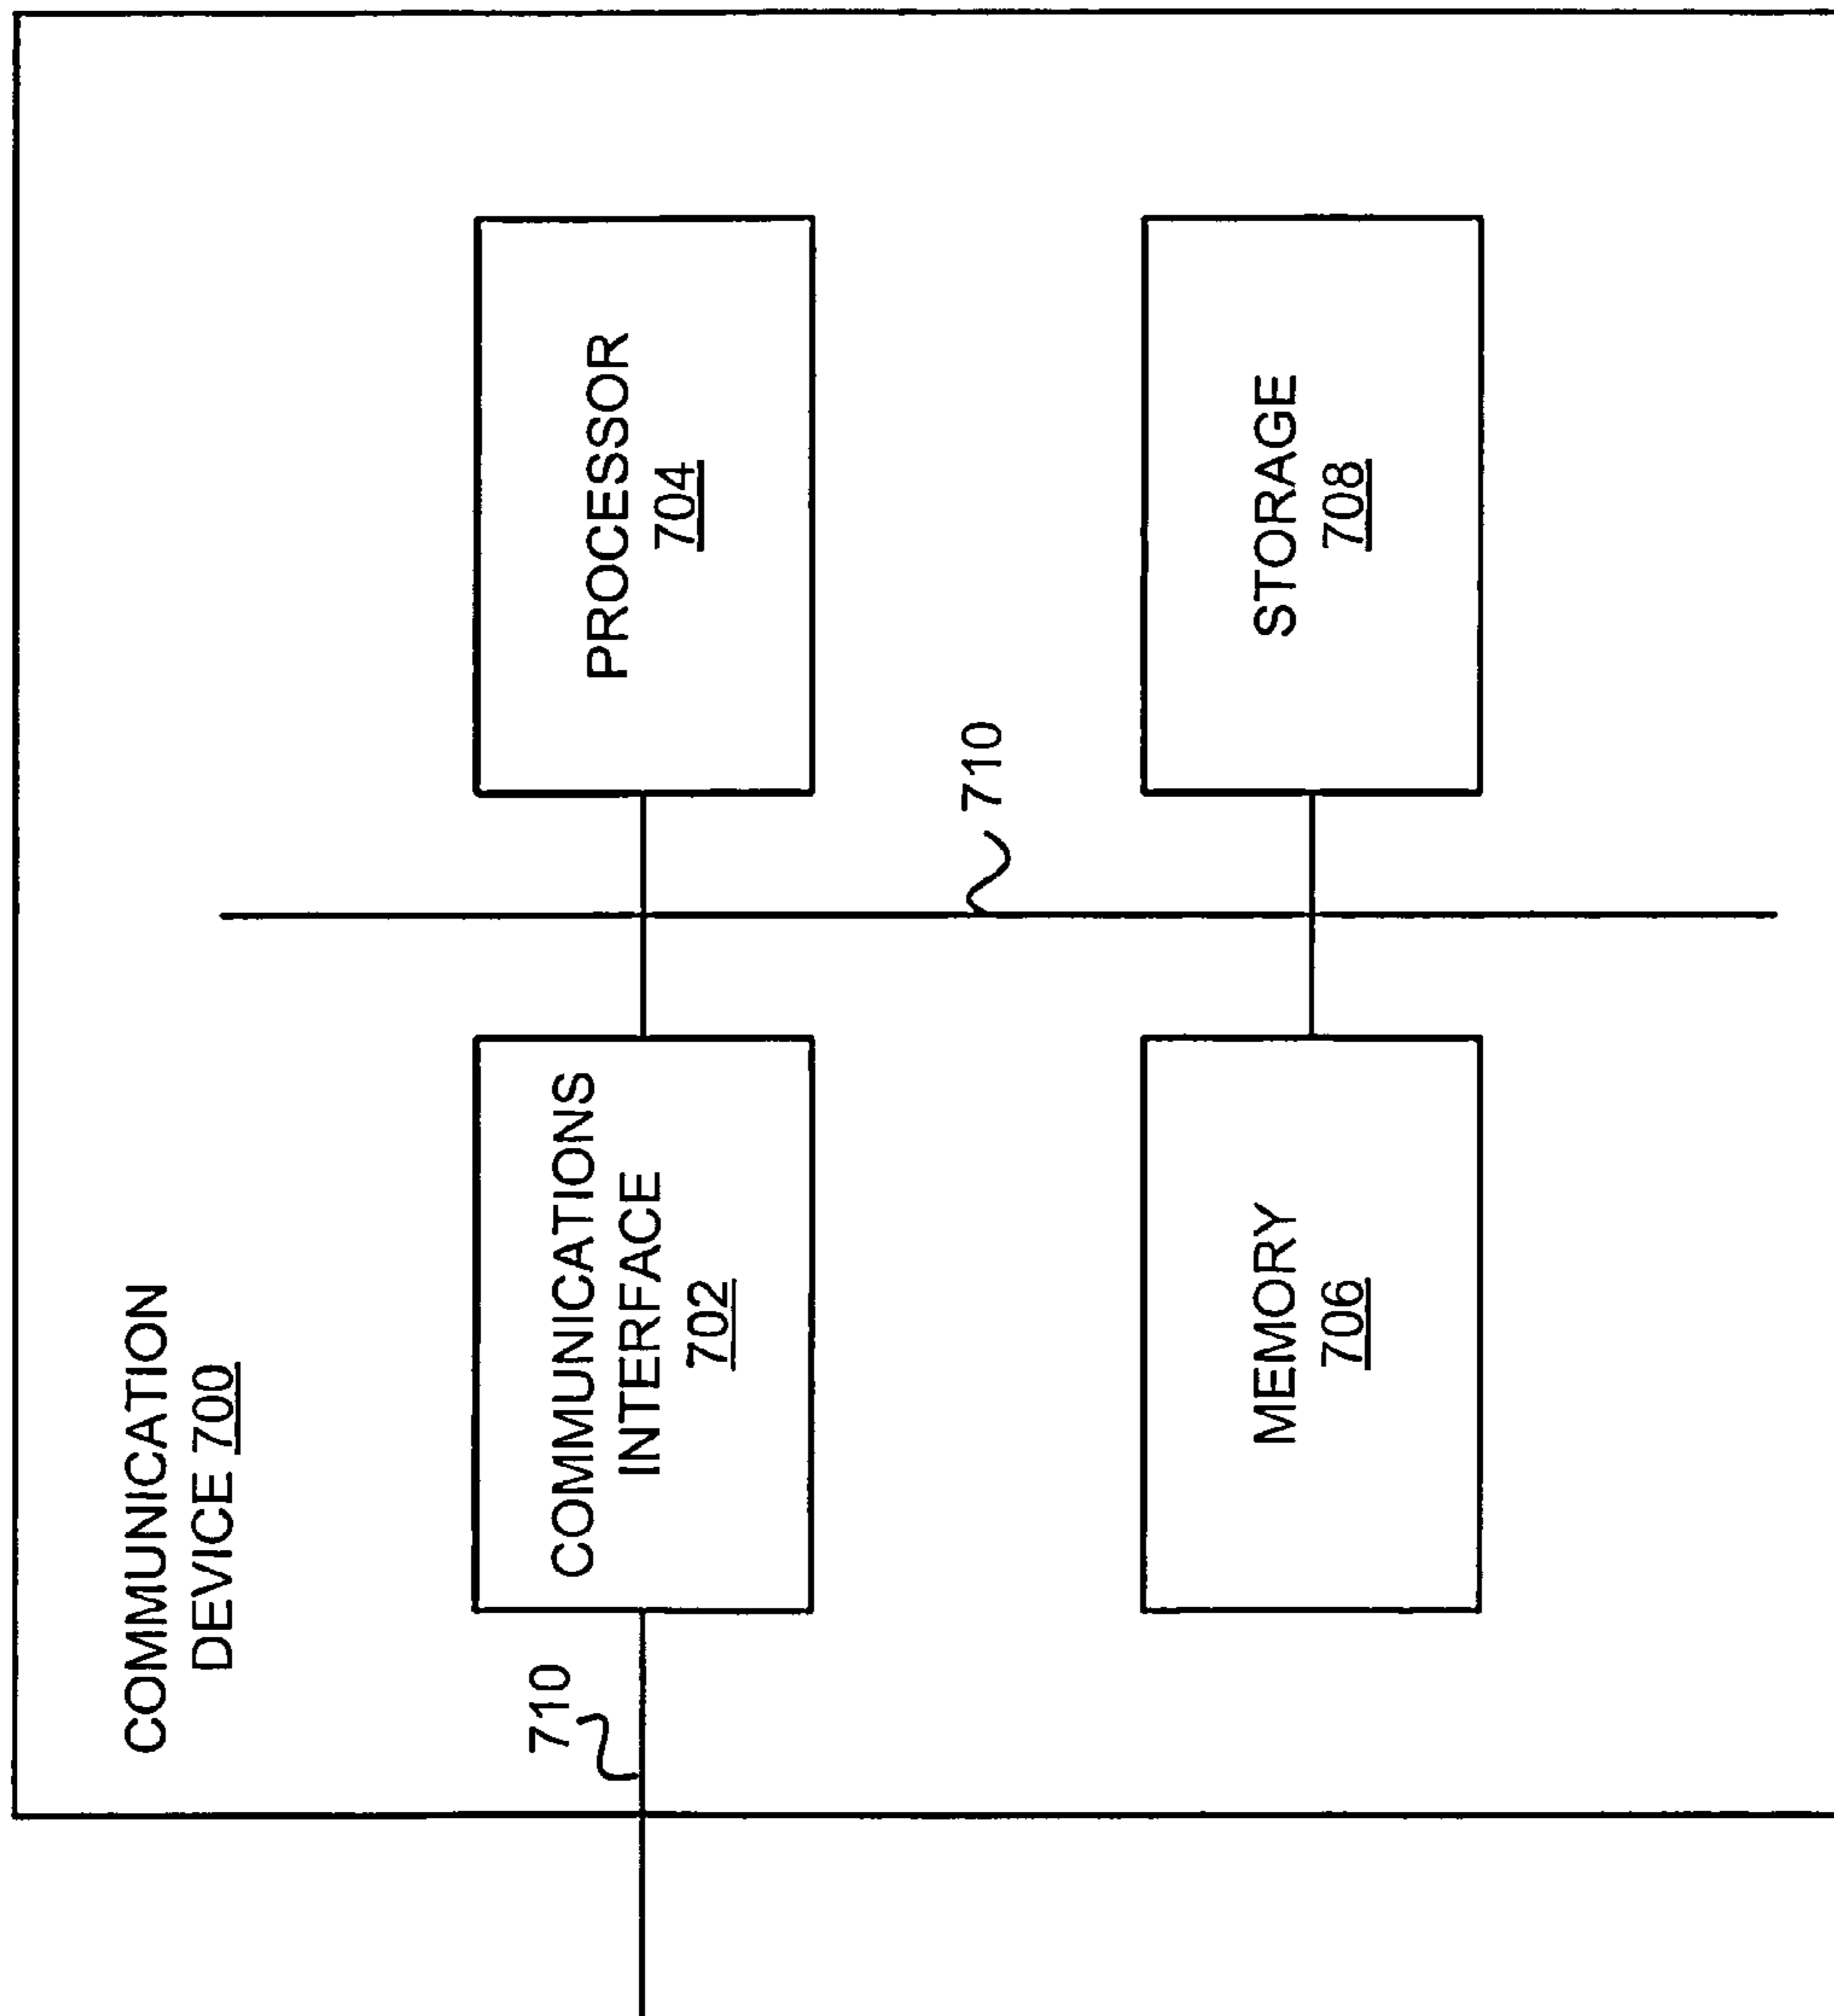 COMMUNICATION
DEVICE 700
710
COMMUNICATIONS
INTERFACE
702
PROCESSOR
704
710
MEMORY
706
STORAGE
708